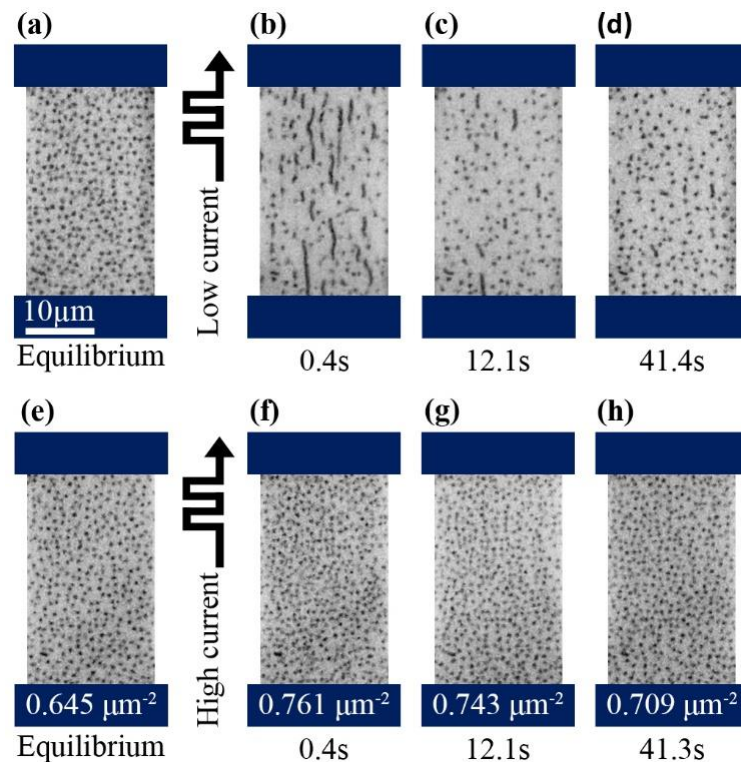 (a)
(b)
(c)
(d)
Low current
10µm
Equilibrium
0.4s
12.1s
41.4s
(e)
(f)
(g)
(h)
High current
0.645 µm⁻²
0.761 µm⁻²
0.743 µm⁻²
0.709 µm⁻²
Equilibrium
0.4s
12.1s
41.3s